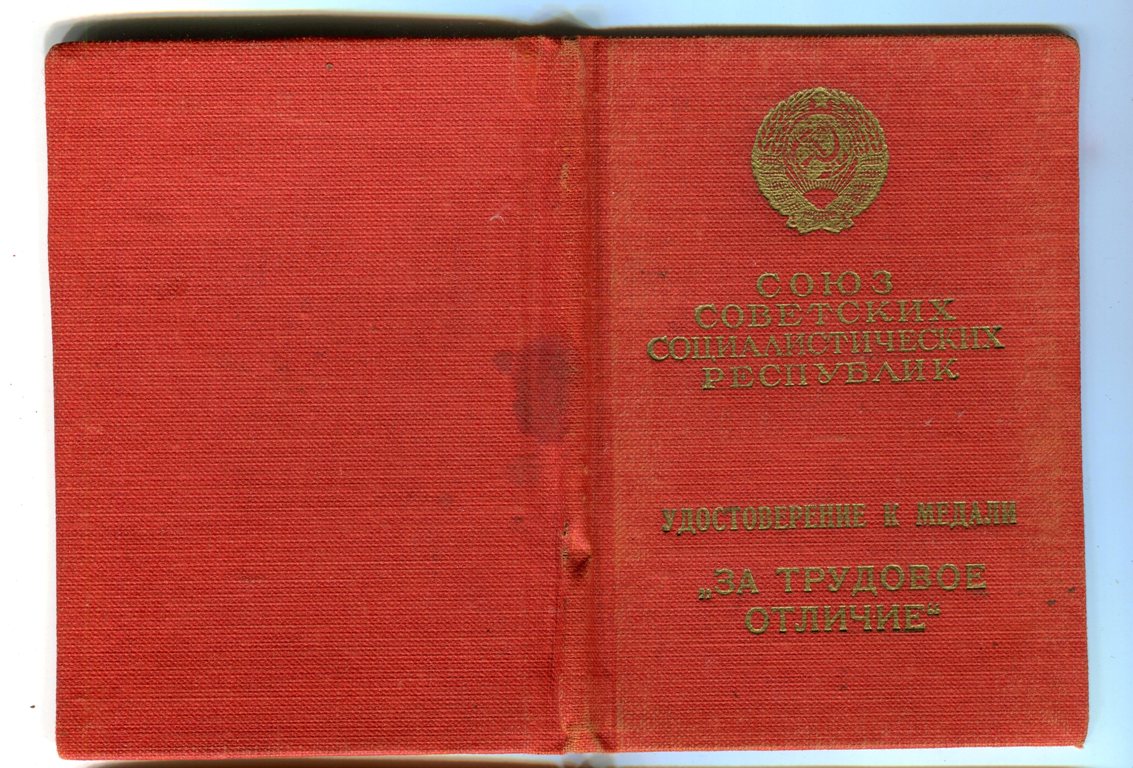 СОЮЗ
СОВЕТСКИХ
СОЦИАЛИСТИЧЕСКИХ
РЕСПУБЛИК
УДОСТОВЕРЕНИЕ К МЕДАЛИ
„ЗА ТРУДОВОЕ
ОТЛИЧИЕ“